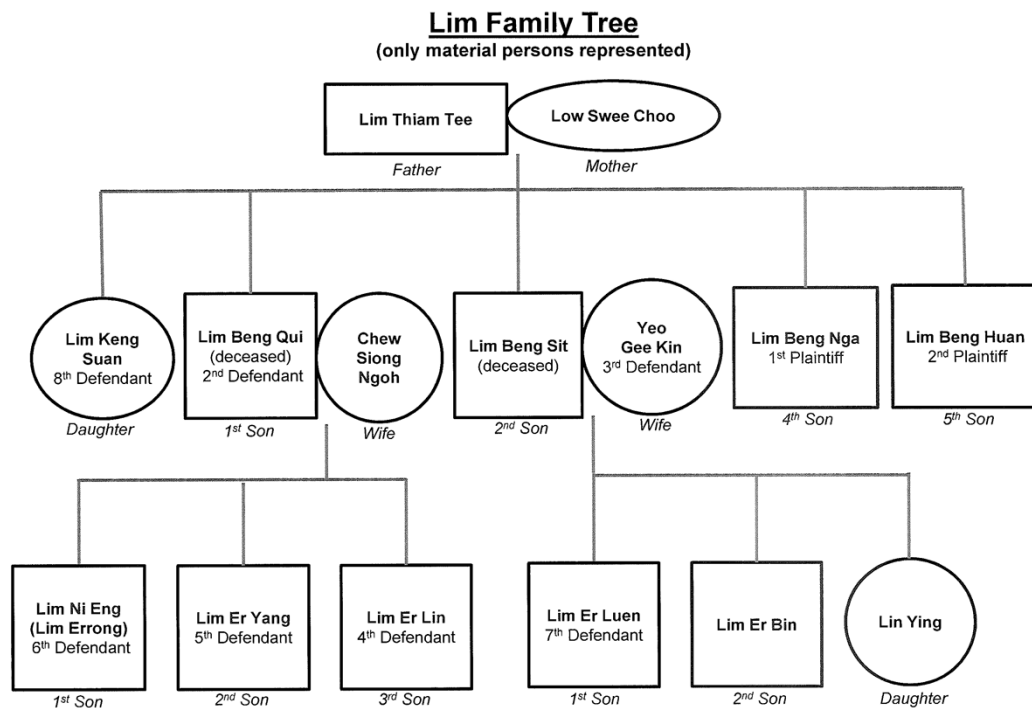 Lim Family Tree
(only material persons represented)
Lim Thiam Tee
Low Swee Choo
Father
Mother
Lim Keng
Suan
8th Defendant
Daughter
Lim Beng Qui
(deceased)
2nd Defendant
1st Son
Chew
Siong
Ngoh
Wife
Lim Beng Sit
(deceased)
2nd Son
Yeo
Gee Kin
3rd Defendant
Wife
Lim Beng Nga
1st Plaintiff
4th Son
Lim Beng Huan
2nd Plaintiff
5th Son
Lim Ni Eng
(Lim Errong)
6th Defendant
1st Son
Lim Er Yang
5th Defendant
2nd Son
Lim Er Lin
4th Defendant
3rd Son
Lim Er Luen
7th Defendant
1st Son
Lim Er Bin
2nd Son
Lin Ying
Daughter